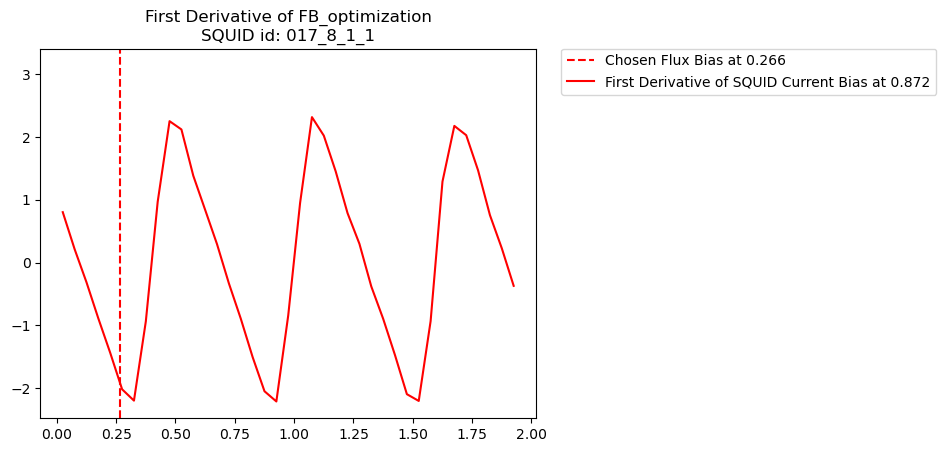 First Derivative of FB_optimization
SQUID id: 017_8_1_1
Chosen Flux Bias at 0.266
First Derivative of SQUID Current Bias at 0.872
3
2
1
0
−1
−2
0.00 0.25 0.50 0.75 1.00 1.25 1.50 1.75 2.00